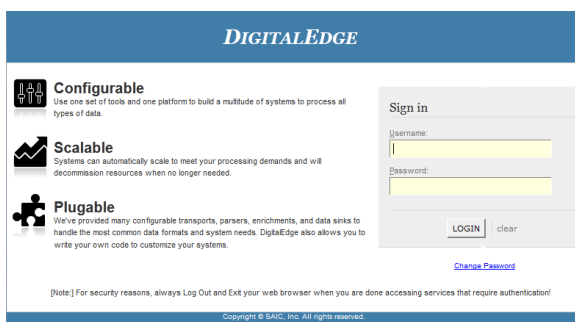 DIGITALEDGE
Configurable
Use one set of tools and one platform to build a multitude of systems to process all
types of data.
Scalable
Systems can automatically scale to meet your processing demands and will
decommission resources when no longer needed.
Plugable
We've provided many configurable transports, parsers, enrichments, and data sinks to
handle the most common data formats and system needs. DigitalEdge also allows you to
write your own code to customize your systems.
Sign in
Username:
Password:
LOGIN clear
Change Password
[Note:] For security reasons, always Log Out and Exit your web browser when you are done accessing services that require authentication!
Copyright © SAIC, Inc. All rights reserved.